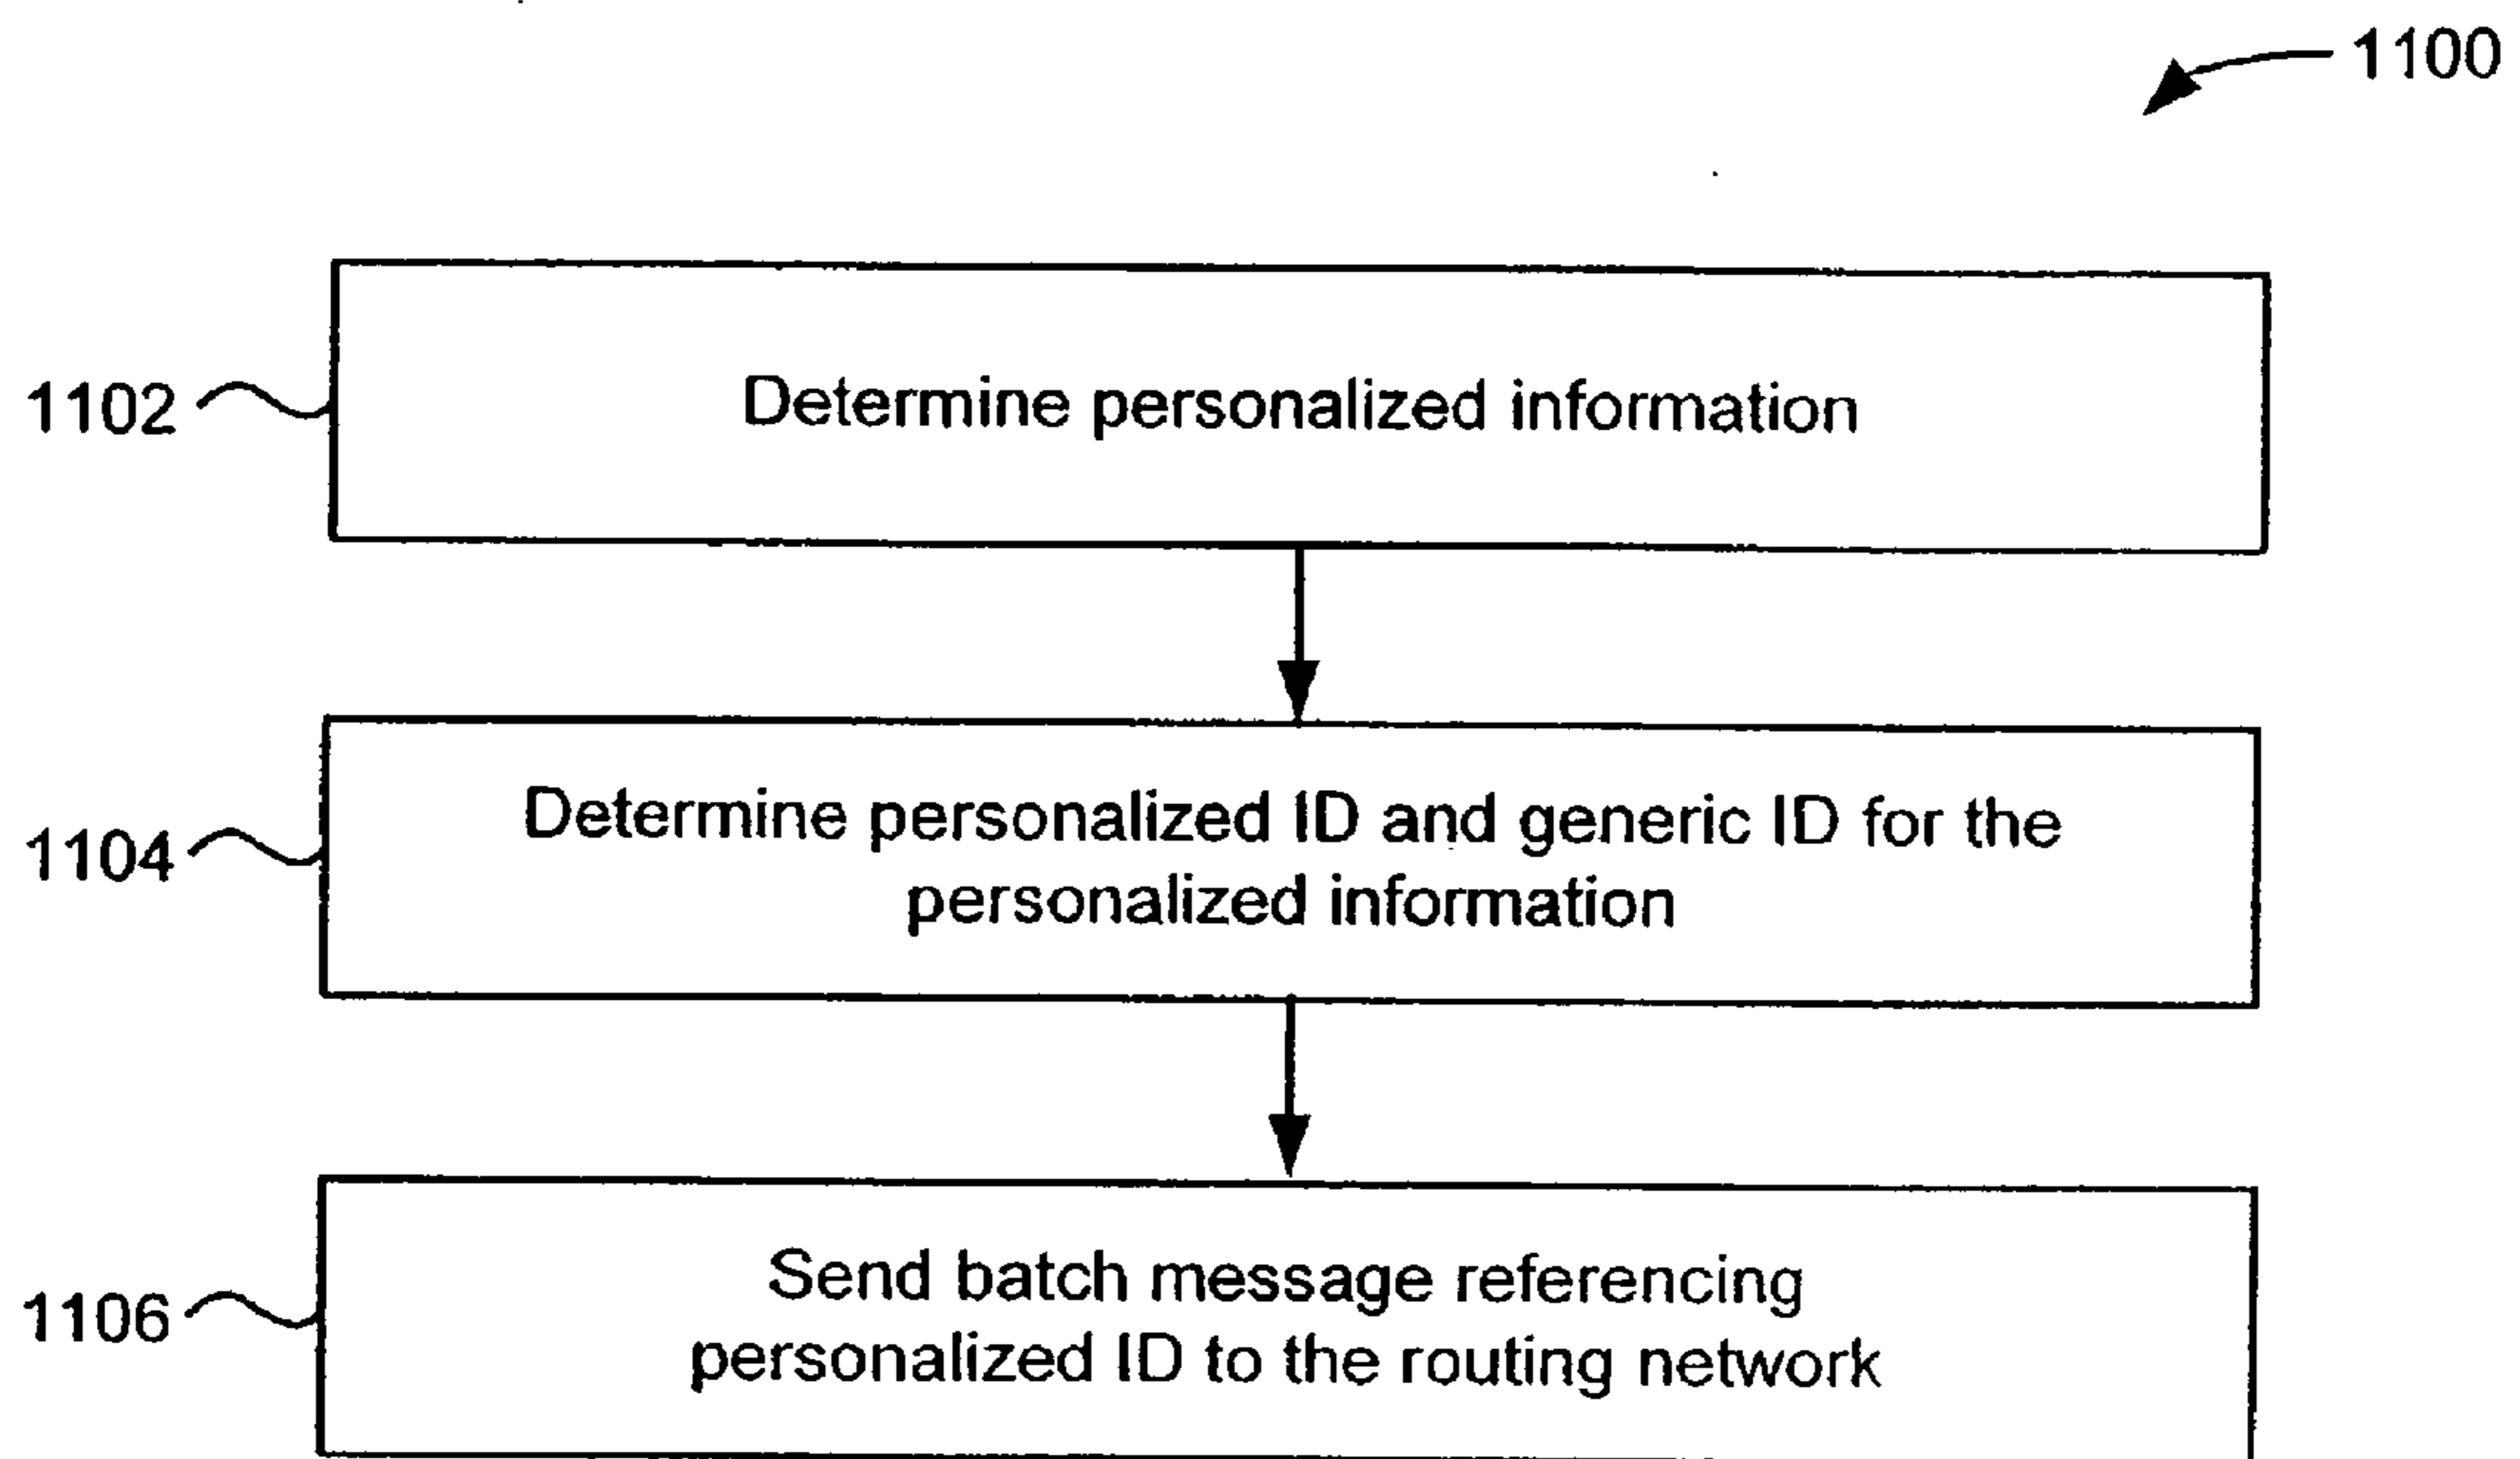 1100
1102
Determine personalized information
1104
Determine personalized ID and generic ID for the
personalized information
1106
Send batch message referencing
personalized ID to the routing network